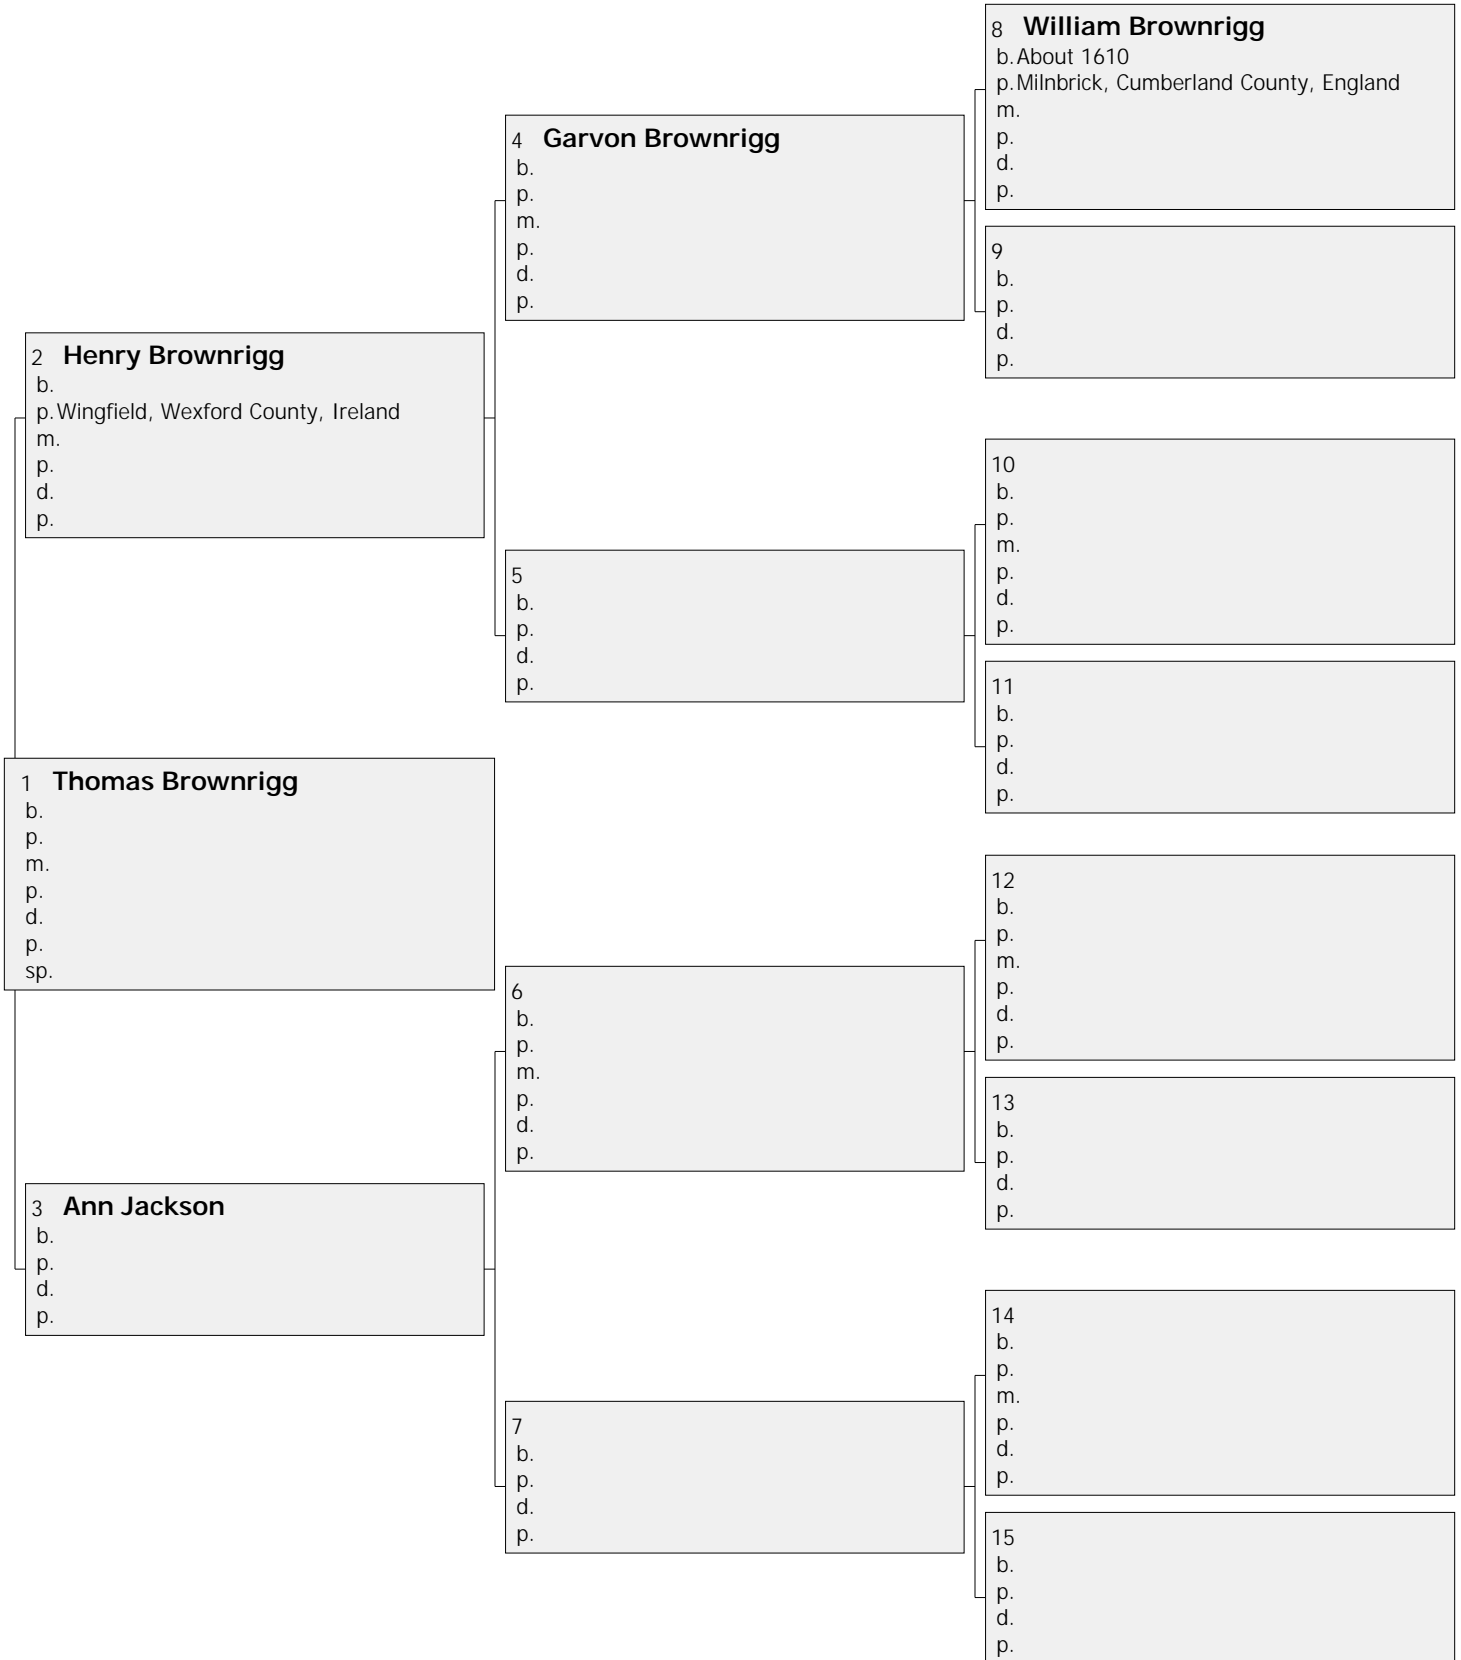 8 William Brownrigg
b. About 1610
p. Milnbrick, Cumberland County, England
m.
p.
d.
p.
4 Garvon Brownrigg
b.
p.
m.
p.
d.
p.
9
b.
p.
d.
p.
2 Henry Brownrigg
b.
p. Wingfield, Wexford County, Ireland
m.
p.
d.
p.
10
b.
p.
m.
p.
d.
p.
5
b.
p.
d.
p.
11
b.
p.
d.
p.
1 Thomas Brownrigg
b.
p.
m.
p.
d.
p.
sp.
12
b.
p.
m.
p.
d.
p.
6
b.
p.
m.
p.
d.
p.
13
b.
p.
d.
p.
3 Ann Jackson
b.
p.
d.
p.
14
b.
p.
m.
p.
d.
p.
7
b.
p.
d.
p.
15
b.
p.
d.
p.